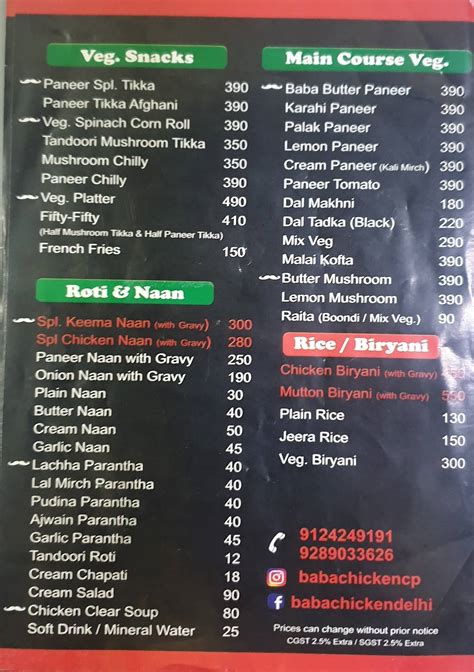 Veg. Snacks
Paneer Spl. Tikka 390
Paneer Tikka Afghani 390
Veg. Spinach Corn Roll 390
Tandoori Mushroom Tikka 350
Mushroom Chilly 350
Paneer Chilly 390
Veg. Platter 490
Fifty-Fifty 410
(Half Mushroom Tikka & Half Paneer Tikka)
French Fries 150
Roti & Naan
Spl. Keema Naan (with Gravy) 300
Spl Chicken Naan (with Gravy) 280
Paneer Naan with Gravy 250
Onion Naan with Gravy 190
Plain Naan 30
Butter Naan 40
Cream Naan 50
Garlic Naan 45
Lachha Parantha 40
Lal Mirch Parantha 40
Pudina Parantha 40
Ajwain Parantha 40
Garlic Parantha 45
Tandoori Roti 12
Cream Chapati 18
Cream Salad 90
Chicken Clear Soup 80
Soft Drink / Mineral Water 25
Main Course Veg.
Baba Butter Paneer 390
Karahi Paneer 390
Palak Paneer 390
Lemon Paneer 390
Cream Paneer (Kali Mirch) 390
Paneer Tomato 390
Dal Makhni 180
Dal Tadka (Black) 220
Mix Veg 290
Malai Kofta 390
Butter Mushroom 390
Lemon Mushroom 390
Raita (Boondi / Mix Veg.) 90
Rice / Biryani
Chicken Biryani (with Gravy)
Mutton Biryani (with Gravy) 550
Plain Rice 130
Jeera Rice 150
Veg. Biryani 300
9124249191
9289033626
babachickencp
babachickendelhi
Prices can change without prior notice
CGST 2.5% Extra / SGST 2.5% Extra